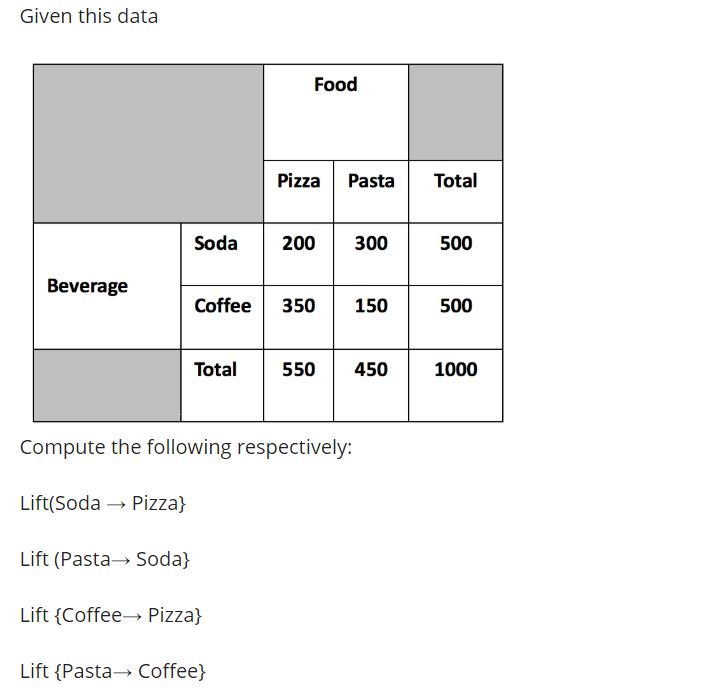 Given this data
Food
Pizza Pasta Total
Soda 200 300 500
Beverage
Coffee 350 150 500
Total 550 450 1000
Compute the following respectively:
Lift(Soda → Pizza}
Lift (Pasta→ Soda}
Lift {Coffee→ Pizza}
Lift {Pasta→ Coffee}